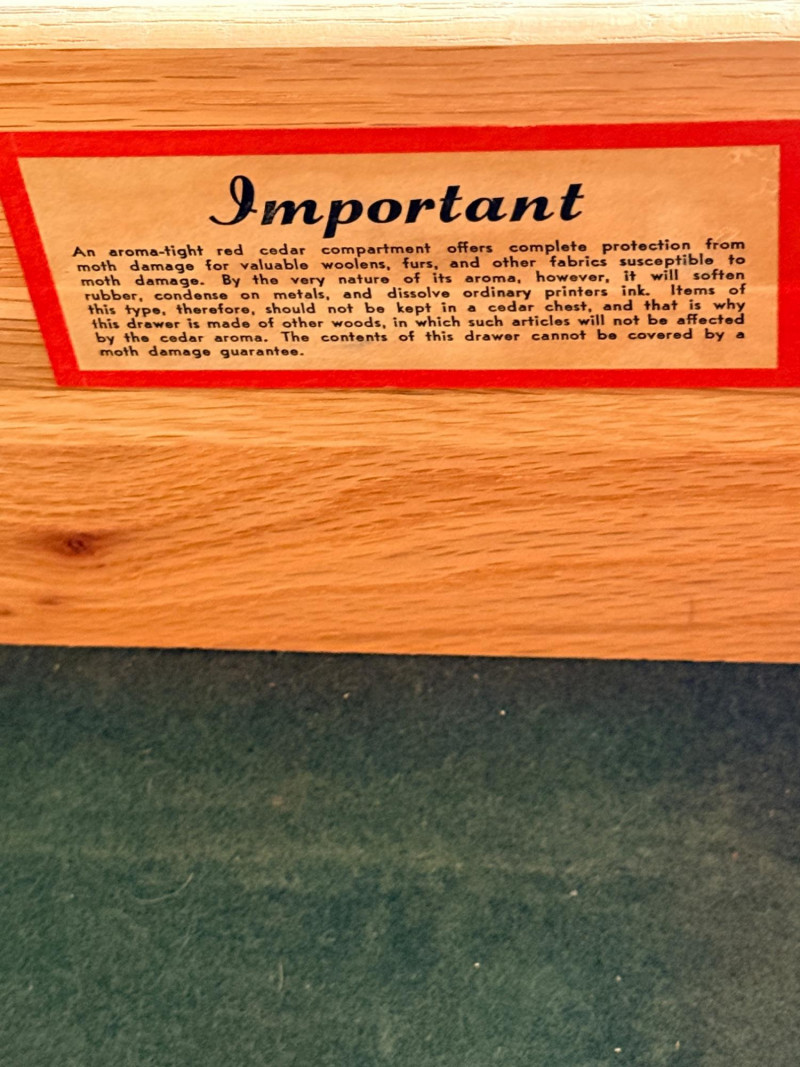 Important
An aroma-tight red cedar compartment offers complete protection from
moth damage for valuable woolens, furs, and other fabrics susceptible to
moth damage. By the very nature of its aroma, however, it will soften
rubber, condense on metals, and dissolve ordinary printers ink. Items of
this type, therefore, should not be kept in a cedar chest, and that is why
this drawer is made of other woods, in which such articles will not be affected
by the cedar aroma. The contents of this drawer cannot be covered by a
moth damage guarantee.